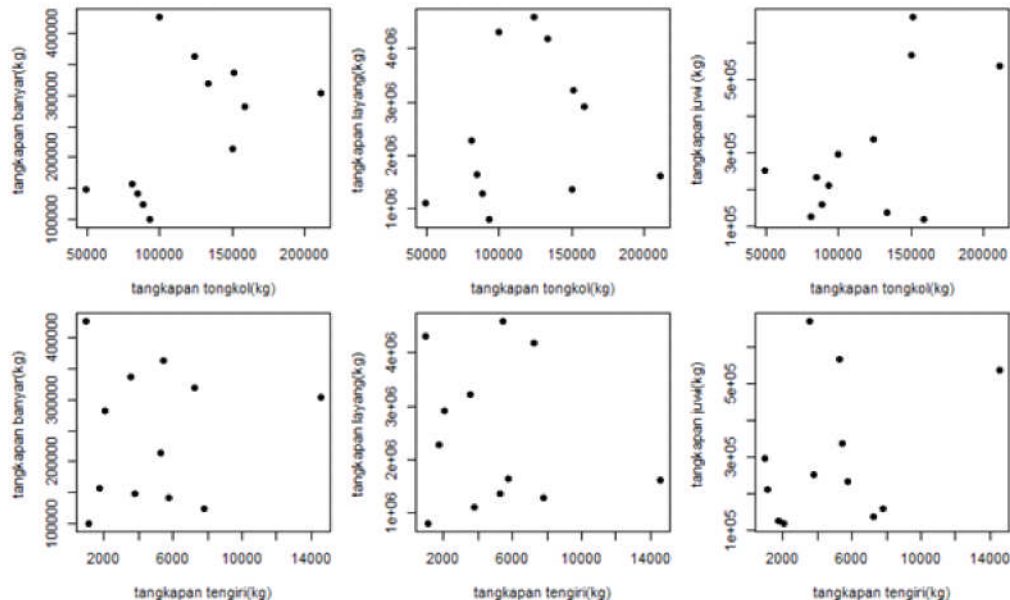 tangkapan banyar(kg)
100000 200000 300000 400000
50000 100000 150000 200000
tangkapan tongkol(kg)
tangkapan layang(kg)
1e+06 2e+06 3e+06 4e+06
50000 100000 150000 200000
tangkapan tongkol(kg)
tangkapan juwi (kg)
1e+05 3e+05 5e+05
50000 100000 150000 200000
tangkapan tongkol(kg)
tangkapan banyar(kg)
100000 200000 300000 400000
2000 6000 10000 14000
tangkapan tengiri(kg)
tangkapan layang(kg)
1e+06 2e+06 3e+06 4e+06
2000 6000 10000 14000
tangkapan tengiri(kg)
tangkapan juwi(kg)
1e+05 3e+05 5e+05
2000 6000 10000 14000
tangkapan tengiri(kg)